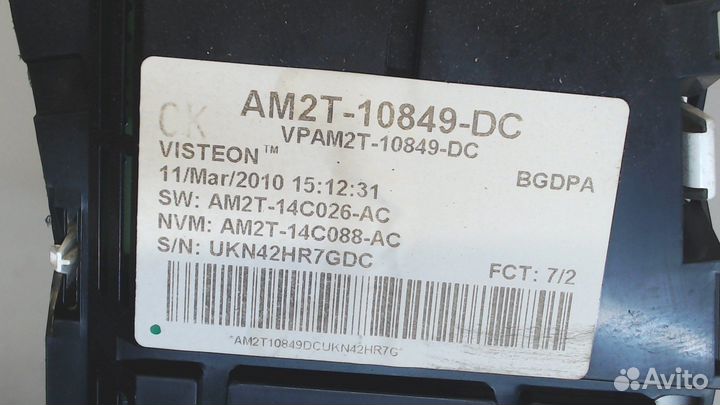 CK
AM2T-10849-DC
VPAM2T-10849-DC
VISTEON™
11/Mar/2010 15:12:31
BGDPA
SW: AM2T-14C026-AC
NVM: AM2T-14C088-AC
S/N: UKN42HR7GDC
FCT: 7/2
*AM2T10849DCUKN42HR7G*
Avito